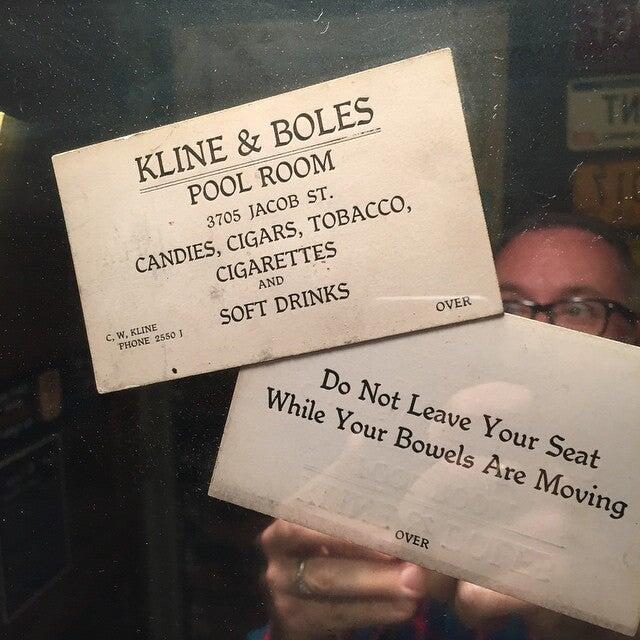 KLINE & BOLES
POOL ROOM
3705 JACOB ST.
CANDIES, CIGARS, TOBACCO,
CIGARETTES
AND
SOFT DRINKS
C, W, KLINE
PHONE 2550 J
OVER
Do Not Leave Your Seat
While Your Bowels Are Moving
OVER